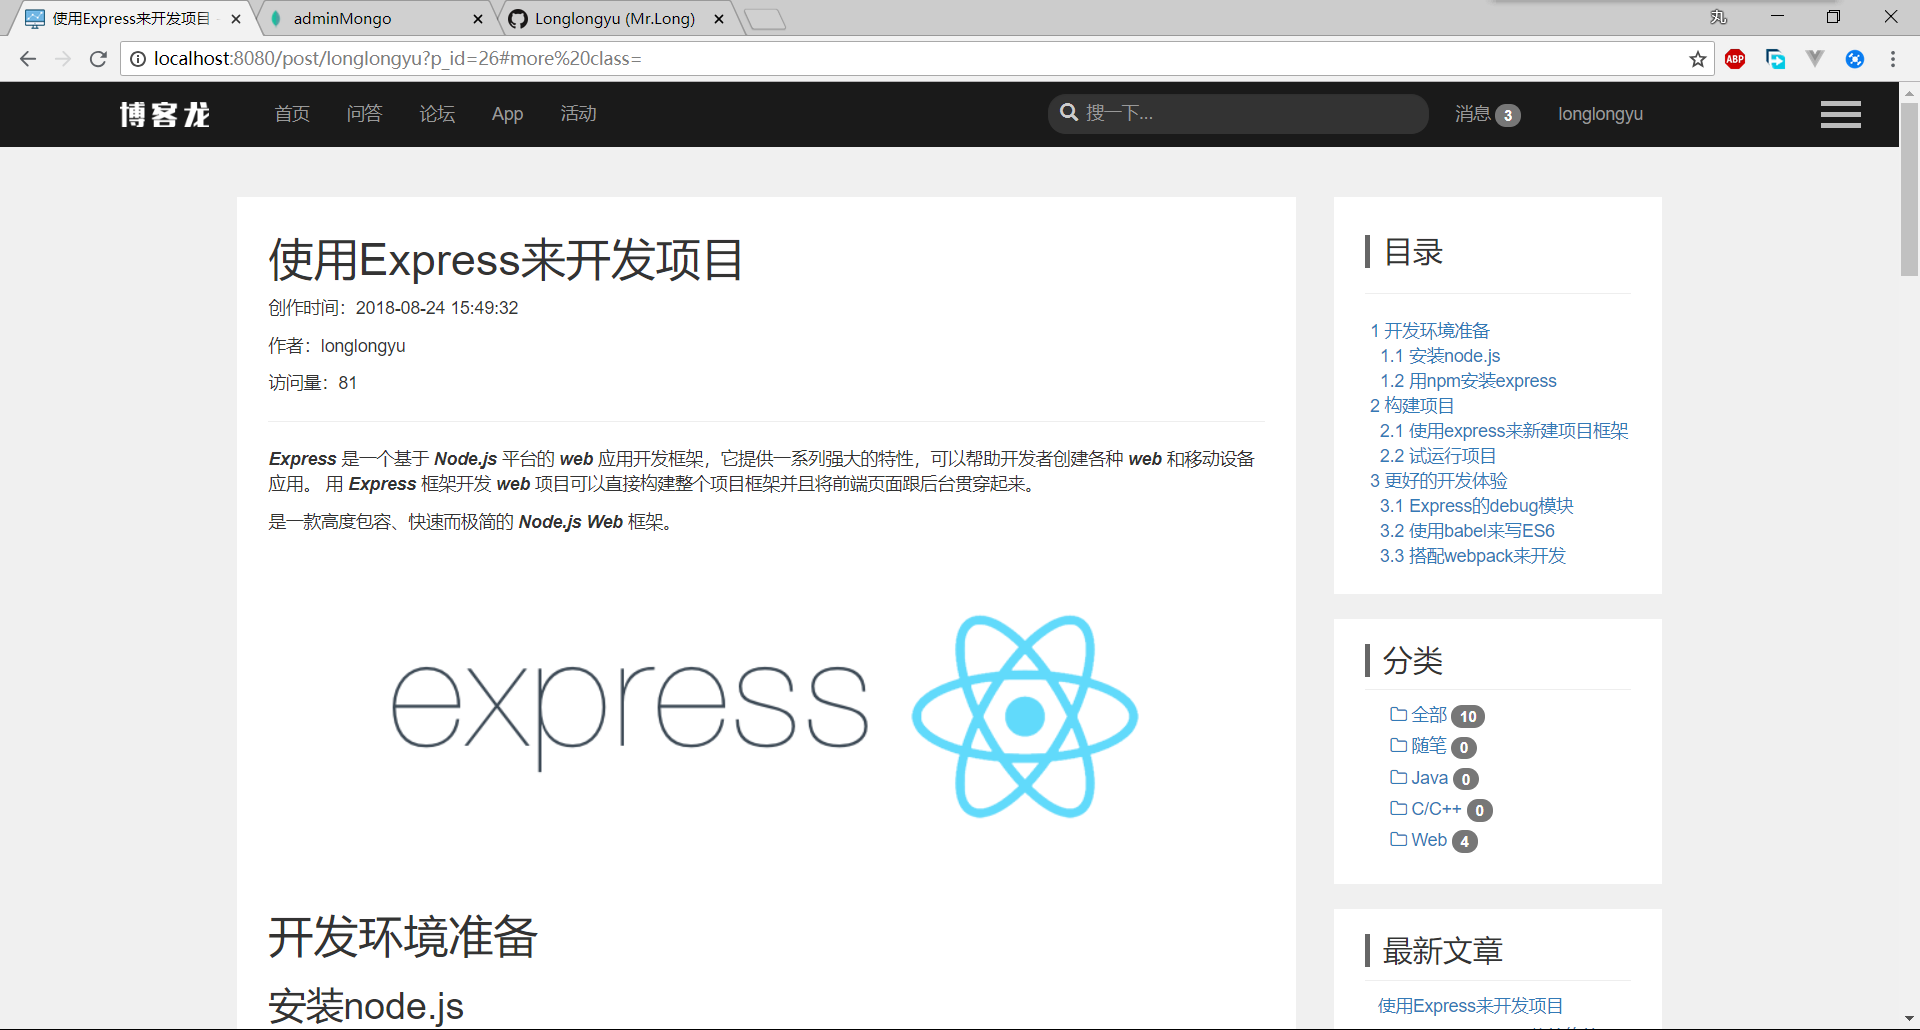 使用Express来开发项目
adminMongo
Longlongyu (Mr.Long)
丸
localhost:8080/post/longlongyu?p_id=26#more%20class=
ABP
博客龙
首页
问答
论坛
App
活动
搜一下...
消息 3
longlongyu
使用Express来开发项目
创作时间：2018-08-24 15:49:32
作者：longlongyu
访问量：81
Express 是一个基于 Node.js 平台的 web 应用开发框架，它提供一系列强大的特性，可以帮助开发者创建各种 web 和移动设备
应用。 用 Express 框架开发 web 项目可以直接构建整个项目框架并且将前端页面跟后台贯穿起来。
是一款高度包容、快速而极简的 Node.js Web 框架。
express
开发环境准备
安装node.js
目录
1 开发环境准备
1.1 安装node.js
1.2 用npm安装express
2 构建项目
2.1 使用express来新建项目框架
2.2 试运行项目
3 更好的开发体验
3.1 Express的debug模块
3.2 使用babel来写ES6
3.3 搭配webpack来开发
分类
全部 10
随笔 0
Java 0
C/C++ 0
Web 4
最新文章
使用Express来开发项目